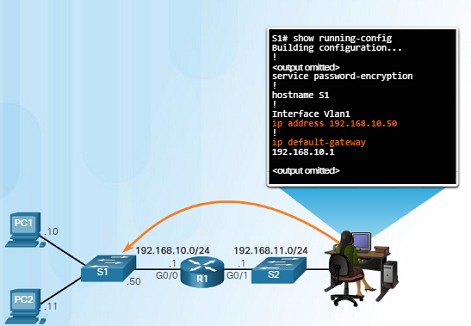 S1# show running-config
Building configuration...
!
<output omitted>
service password-encryption
!
hostname S1
!
Interface Vlan1
ip address 192.168.10.50
!
ip default-gateway
192.168.10.1
<output omitted>
PC1
.10
192.168.10.0/24
192.168.11.0/24
.1
.1
S1
.50
G0/0
R1
G0/1
S2
PC2
.11